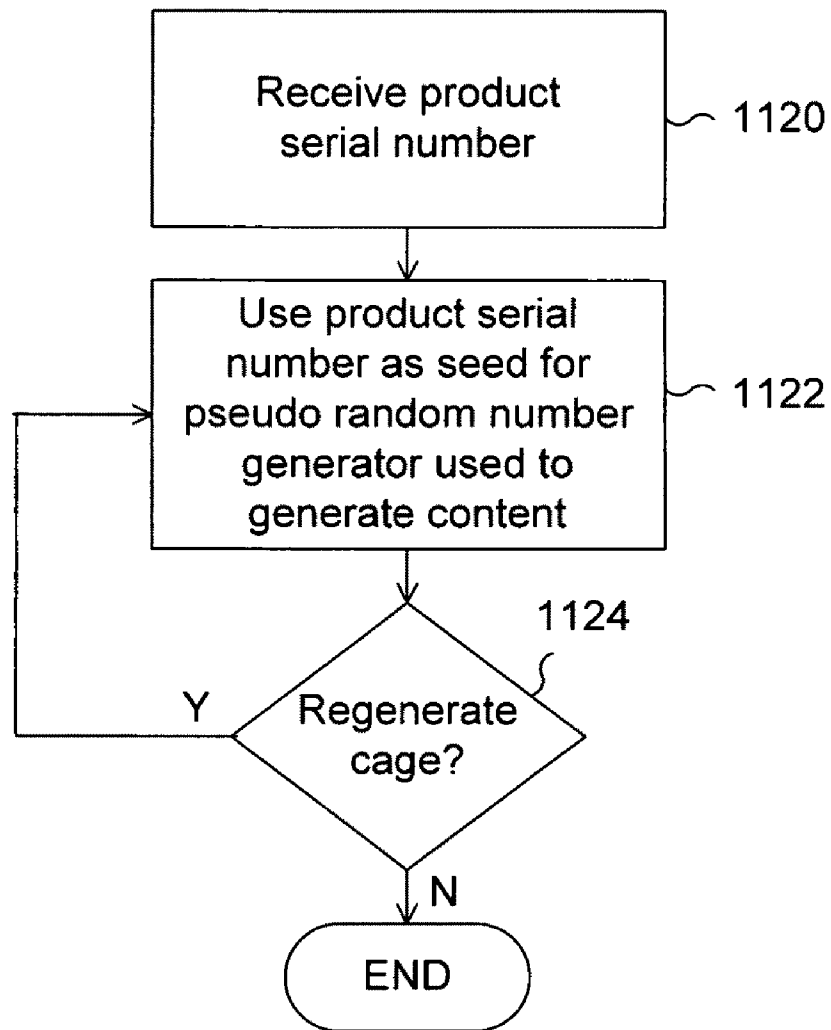 Receive product
serial number
1120
Use product serial
number as seed for
pseudo random number
generator used to
generate content
1122
1124
Regenerate
cage?
Y
N
END